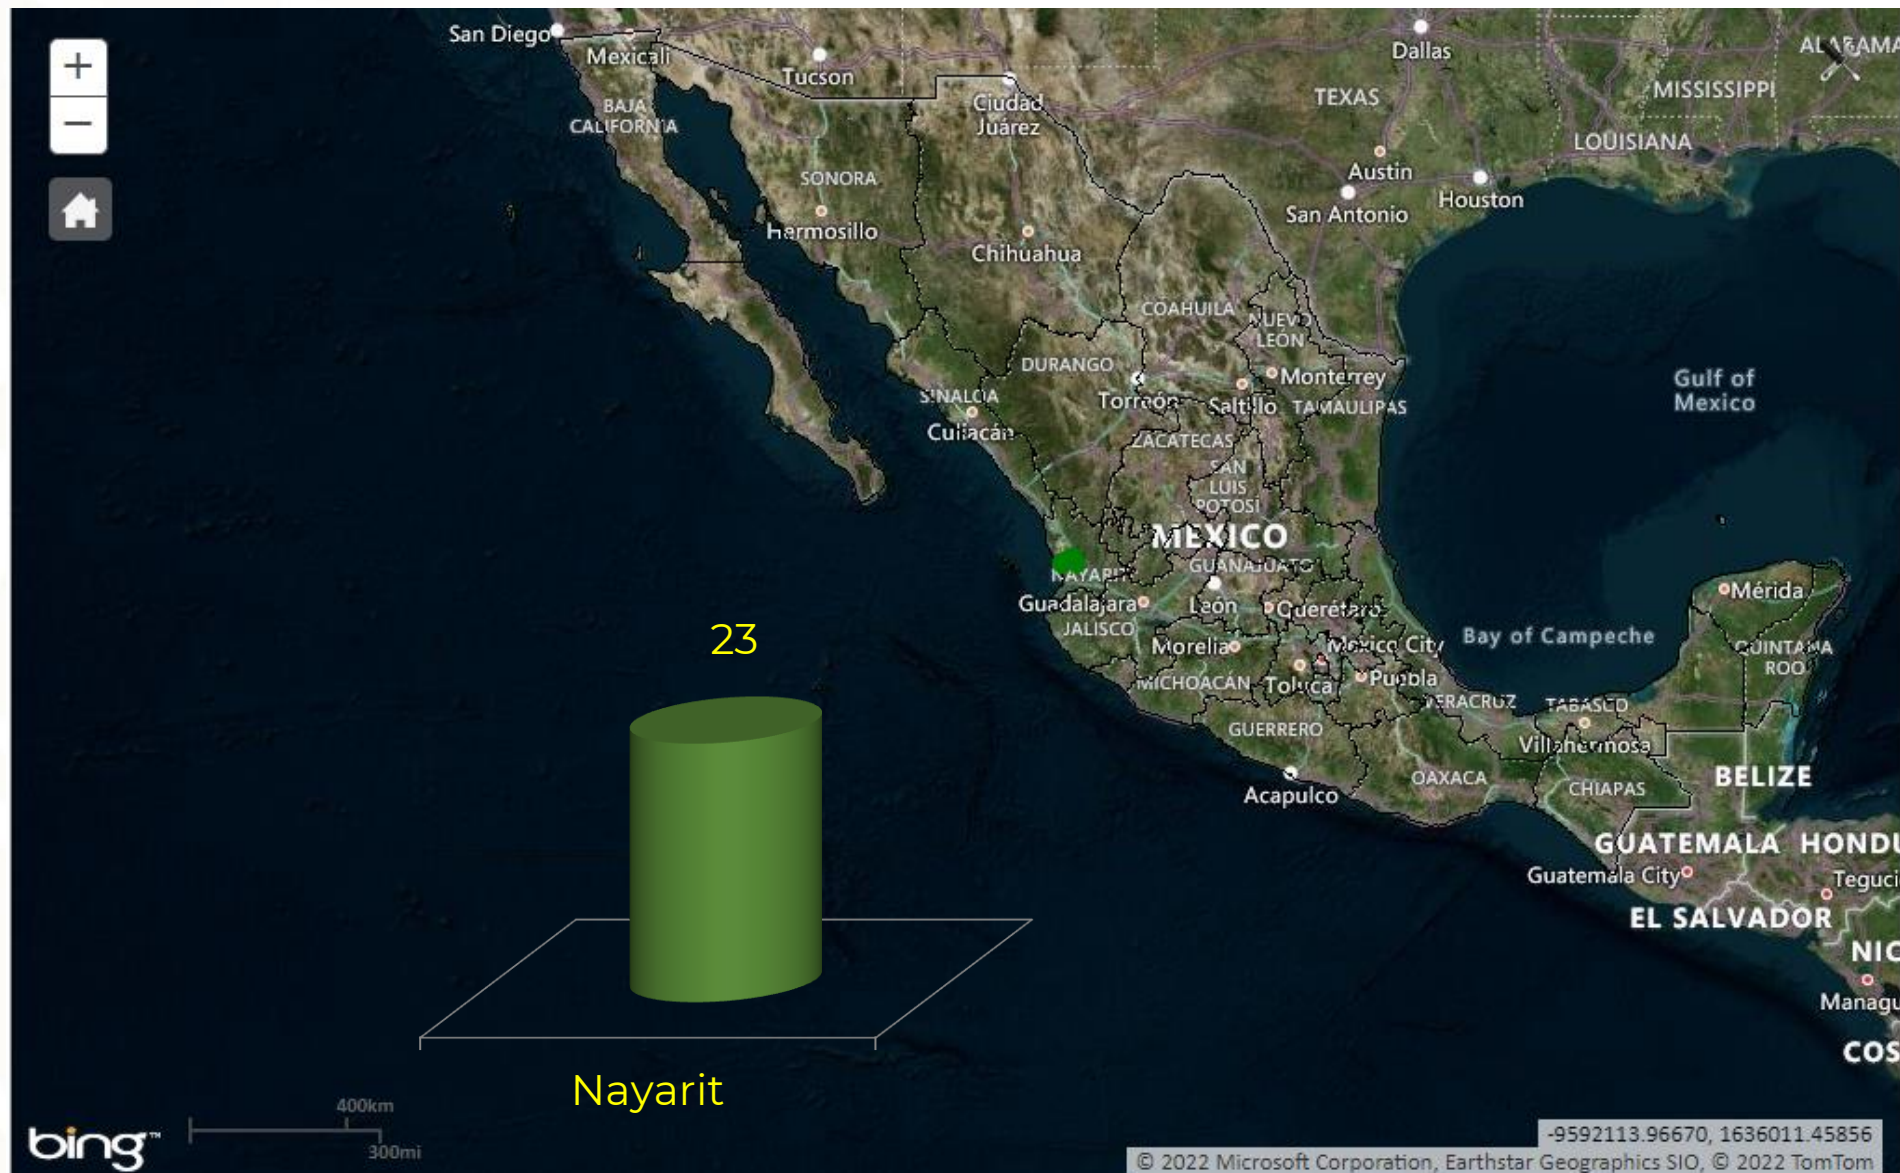 San Diego
Mexicali
Tucson
Dallas
ALABAMA
+
−
BAJA
CALIFORNIA
Ciudad
Juárez
TEXAS
MISSISSIPPI
LOUISIANA
SONORA
Austin
Hermosillo
San Antonio
Houston
Chihuahua
COAHUILA
NUEVO
LEÓN
DURANGO
Monterrey
Gulf of
Mexico
SINALOA
Torreón
Saltillo
TAMAULIPAS
Culiacán
ZACATECAS
SAN
LUIS
POTOSÍ
MEXICO
GUANAJUATO
NAYARIT
Guadalajara
León
Querétaro
Mérida
JALISCO
23
Morelia
Mexico City
Bay of Campeche
QUINTANA
ROO
MICHOACÁN
Toluca
Puebla
VERACRUZ
TABASCO
GUERRERO
Villahermosa
OAXACA
CHIAPAS
BELIZE
Acapulco
GUATEMALA
HONDU
Guatemala City
Teguci
EL SALVADOR
NIC
Managu
COS
Nayarit
400km
300mi
bing™
-9592113.96670, 1636011.45856
© 2022 Microsoft Corporation, Earthstar Geographics SIO, © 2022 TomTom